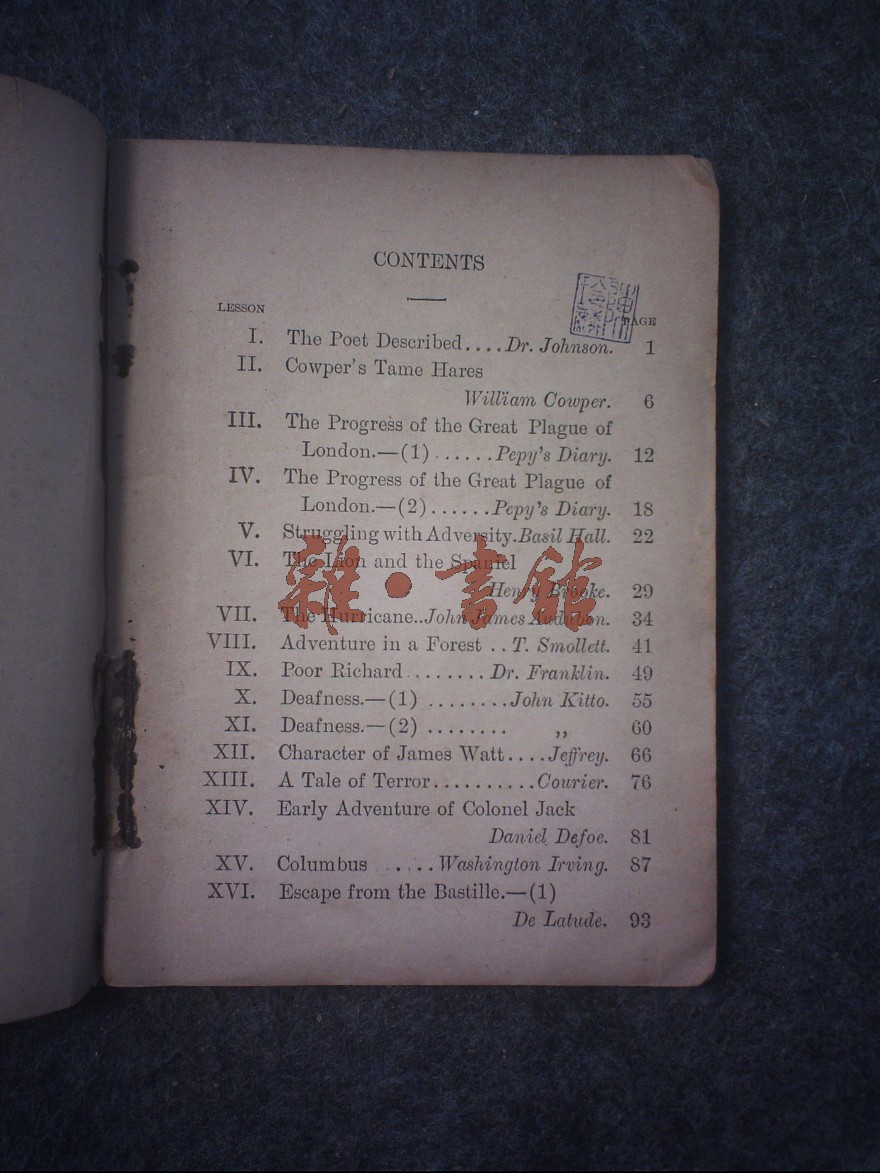 CONTENTS
LESSON
PAGE
I. The Poet Described....Dr. Johnson. 1
II. Cowper's Tame Hares
William Cowper. 6
III. The Progress of the Great Plague of
London.—(1) ......Pepy's Diary. 12
IV. The Progress of the Great Plague of
London.—(2)......Pepy's Diary. 18
V. Struggling with Adversity.Basil Hall. 22
VI. The Lion and the Spaniel
Henry Brooke. 29
VII. The Hurricane..John James Audubon. 34
VIII. Adventure in a Forest .. T. Smollett. 41
IX. Poor Richard ........ Dr. Franklin. 49
X. Deafness.—(1) ........John Kitto. 55
XI. Deafness.—(2) ........ „ 60
XII. Character of James Watt....Jeffrey. 66
XIII. A Tale of Terror..........Courier. 76
XIV. Early Adventure of Colonel Jack
Daniel Defoe. 81
XV. Columbus .....Washington Irving. 87
XVI. Escape from the Bastille.—(1)
De Latude. 93
雜·書館